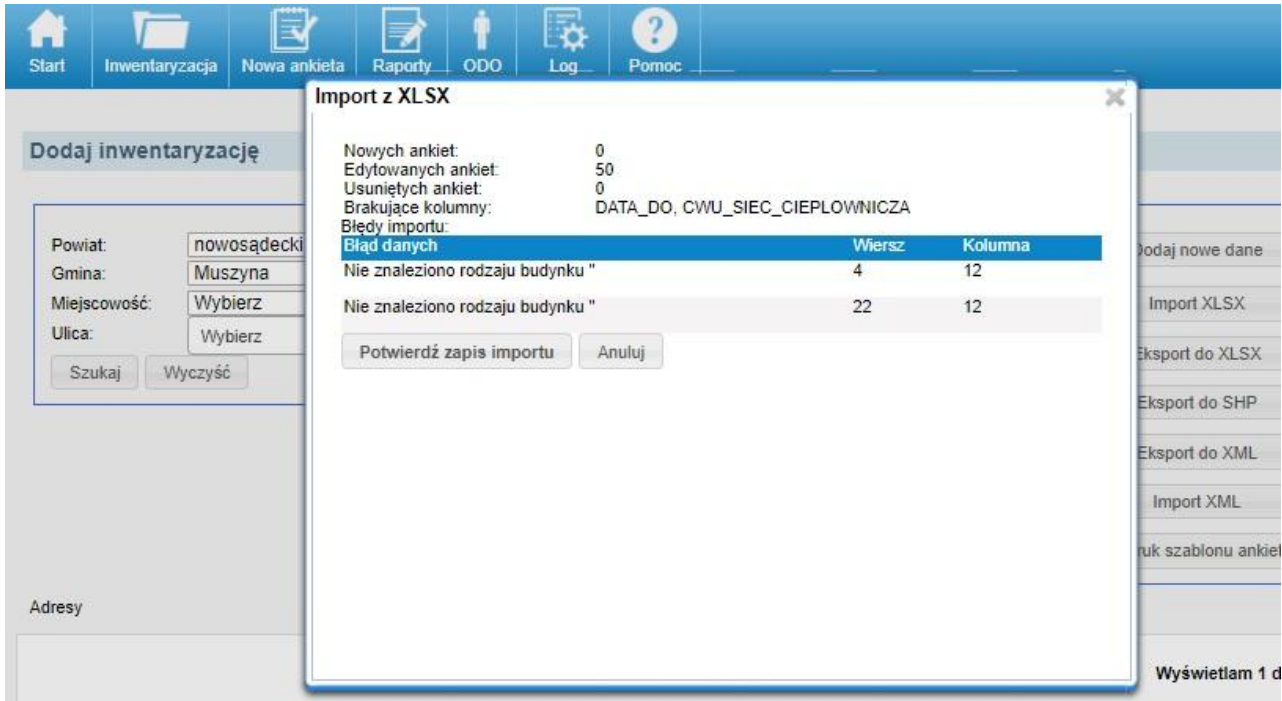 Start Inwentaryzacja Nowa ankieta Raporty ODO Log Pomoc
Import z XLSX
Dodaj inwentaryzację
Nowych ankiet: 0
Edytowanych ankiet: 50
Usuniętych ankiet: 0
Brakujące kolumny: DATA_DO, CWU_SIEC_CIEPLOWNICZA
Błędy importu:
Błąd danych Wiersz Kolumna
Nie znaleziono rodzaju budynku " 4 12
Nie znaleziono rodzaju budynku " 22 12
Potwierdź zapis importu Anuluj
Powiat: nowosądecki
Gmina: Muszyna
Miejscowość: Wybierz
Ulica: Wybierz
Szukaj Wyczyść
nowe dane
Import XLSX
Eksport do XLSX
Eksport do SHP
Eksport do XML
Import XML
szablonu
Adresy
Wyświetlam 1